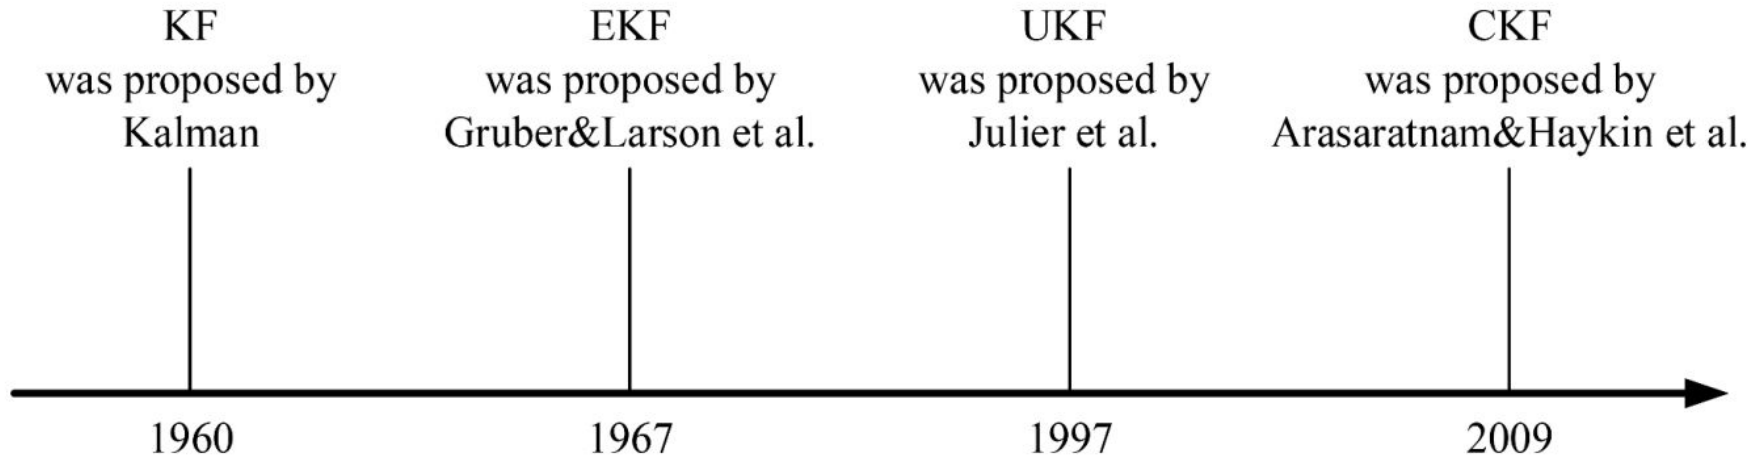 KF
was proposed by
Kalman
EKF
was proposed by
Gruber&Larson et al.
UKF
was proposed by
Julier et al.
CKF
was proposed by
Arasaratnam&Haykin et al.
1960
1967
1997
2009